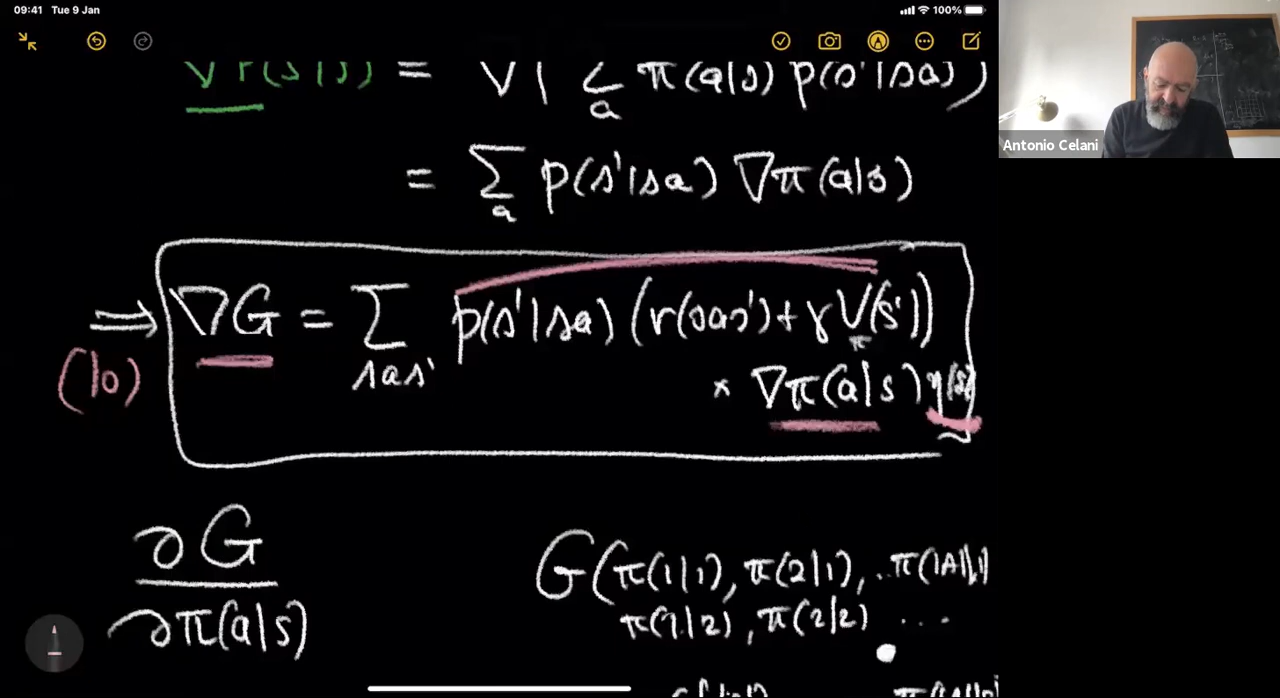 09:41 Tue 9 Jan
100%
Antonio Celani
= ∇( Σ_a π(a|s) p(s'|sa) )
= Σ_a p(s'|sa) ∇π(a|s)
⇒ ∇G = Σ_{sas'} p(s'|sa) (r(sas') + γ V_π(s'))
(10)
× ∇π(a|s) η(s)
∂G
∂π(a|s)
G(π(1|1), π(2|1), .. π(|A||1)
π(1|2), π(2|2) ...